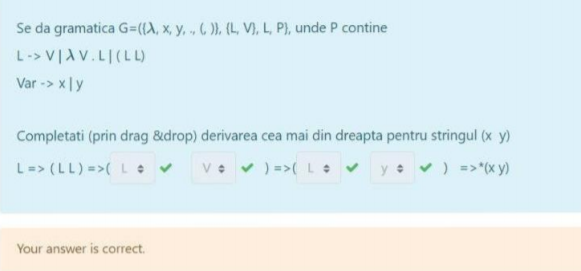 Se da gramatica G=({λ, x, y, ., (, )}, {L, V}, L, P}, unde P contine
L -> V | λ V . L | ( L L)
Var -> x | y
Completati (prin drag &drop) derivarea cea mai din dreapta pentru stringul (x y)
L => ( L L ) =>( L V ) =>( L y ) =>*(x y)
Your answer is correct.